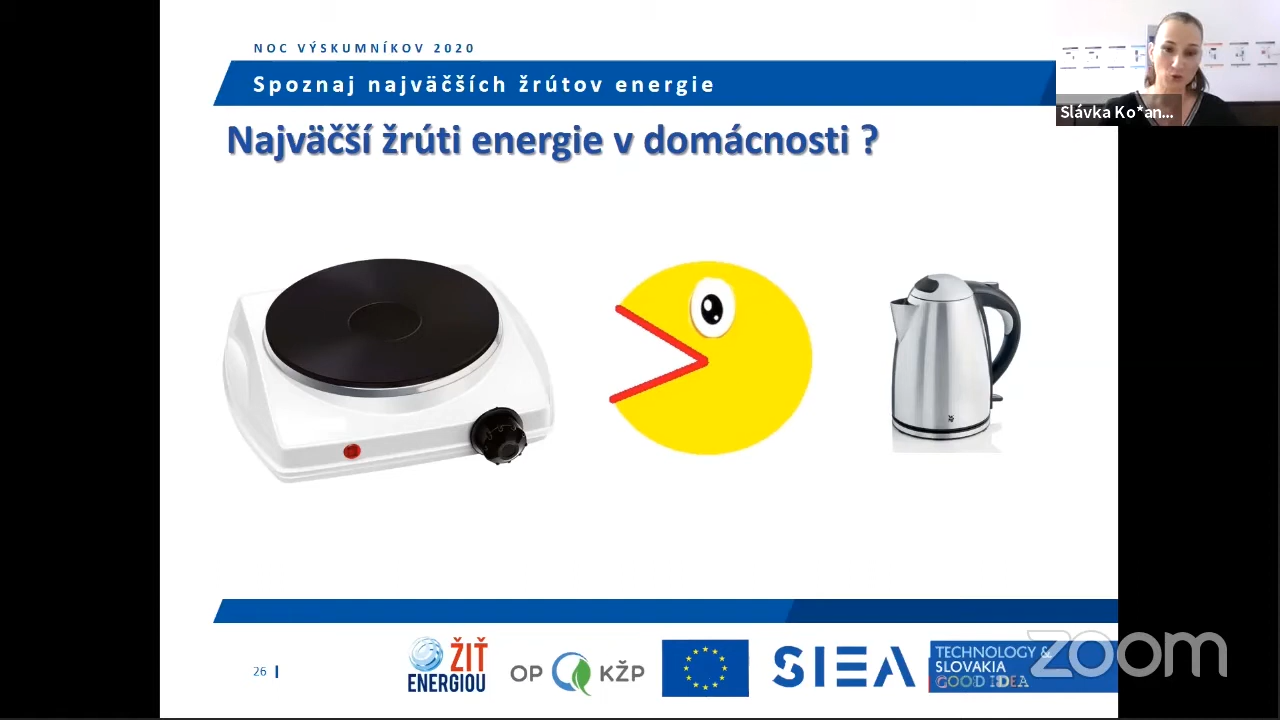 NOC VÝSKUMNÍKOV 2020
Spoznaj najväčších žrútov energie
Slávka Ko*an...
Najväčší žrúti energie v domácnosti ?
26
ŽIŤ
ENERGIOU
OP KŽP
SIEA
TECHNOLOGY &
SLOVAKIA
GOOD IDEA
zoom